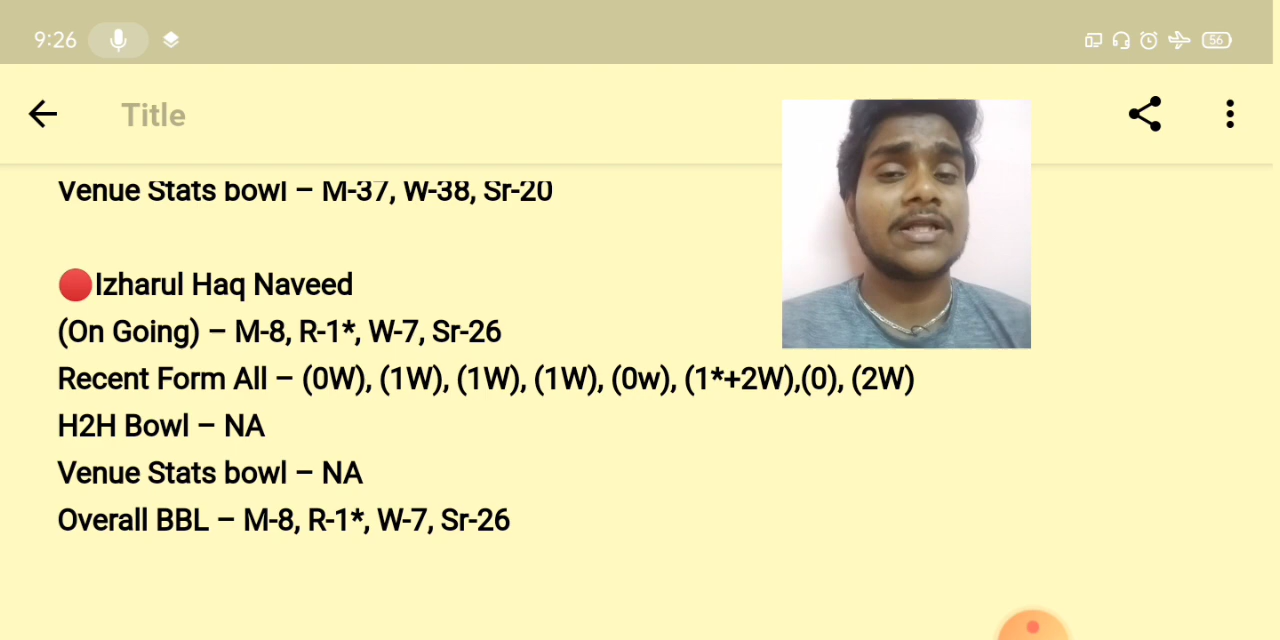 9:26
56
Title
Venue Stats bowl – M-37, W-38, Sr-20
Izharul Haq Naveed
(On Going) – M-8, R-1*, W-7, Sr-26
Recent Form All – (0W), (1W), (1W), (1W), (0w), (1*+2W),(0), (2W)
H2H Bowl – NA
Venue Stats bowl – NA
Overall BBL – M-8, R-1*, W-7, Sr-26